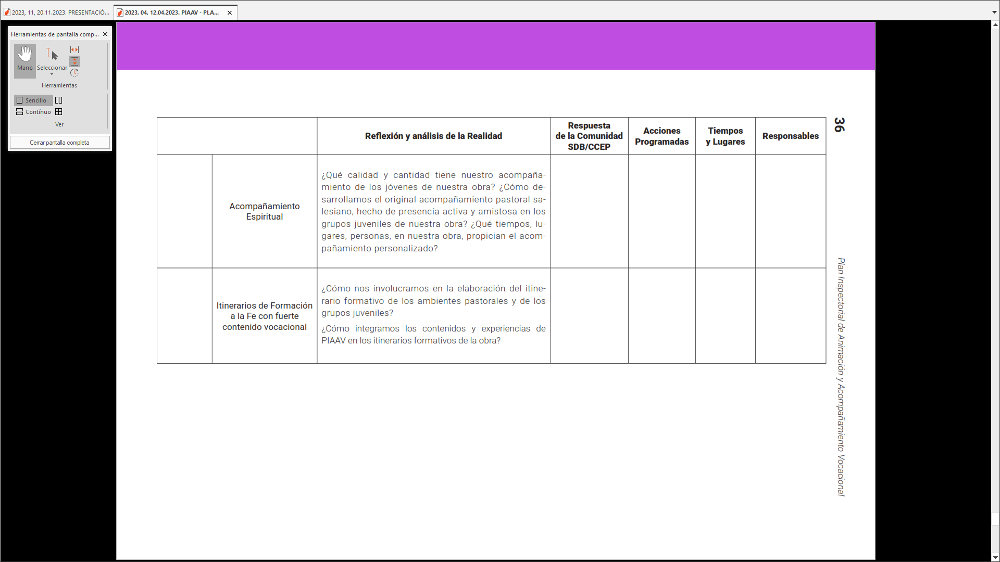 2023, 11, 20.11.2023. PRESENTACIÓ...
2023, 04, 12.04.2023. PIAAV - PLA...
Herramientas de pantalla comp...
Mano
Seleccionar
Herramientas
Sencillo
Contínuo
Ver
Cerrar pantalla completa
Reflexión y análisis de la Realidad
Respuesta
de la Comunidad
SDB/CCEP
Acciones
Programadas
Tiempos
y Lugares
Responsables
Acompañamiento
Espiritual
¿Qué calidad y cantidad tiene nuestro acompaña-
miento de los jóvenes de nuestra obra? ¿Cómo de-
sarrollamos el original acompañamiento pastoral sa-
lesiano, hecho de presencia activa y amistosa en los
grupos juveniles de nuestra obra? ¿Qué tiempos, lu-
gares, personas, en nuestra obra, propician el acom-
pañamiento personalizado?
Itinerarios de Formación
a la Fe con fuerte
contenido vocacional
¿Cómo nos involucramos en la elaboración del itine-
rario formativo de los ambientes pastorales y de los
grupos juveniles?
¿Cómo integramos los contenidos y experiencias de
PIAAV en los itinerarios formativos de la obra?
36
Plan Inspectorial de Animación y Acompañamiento Vocacional